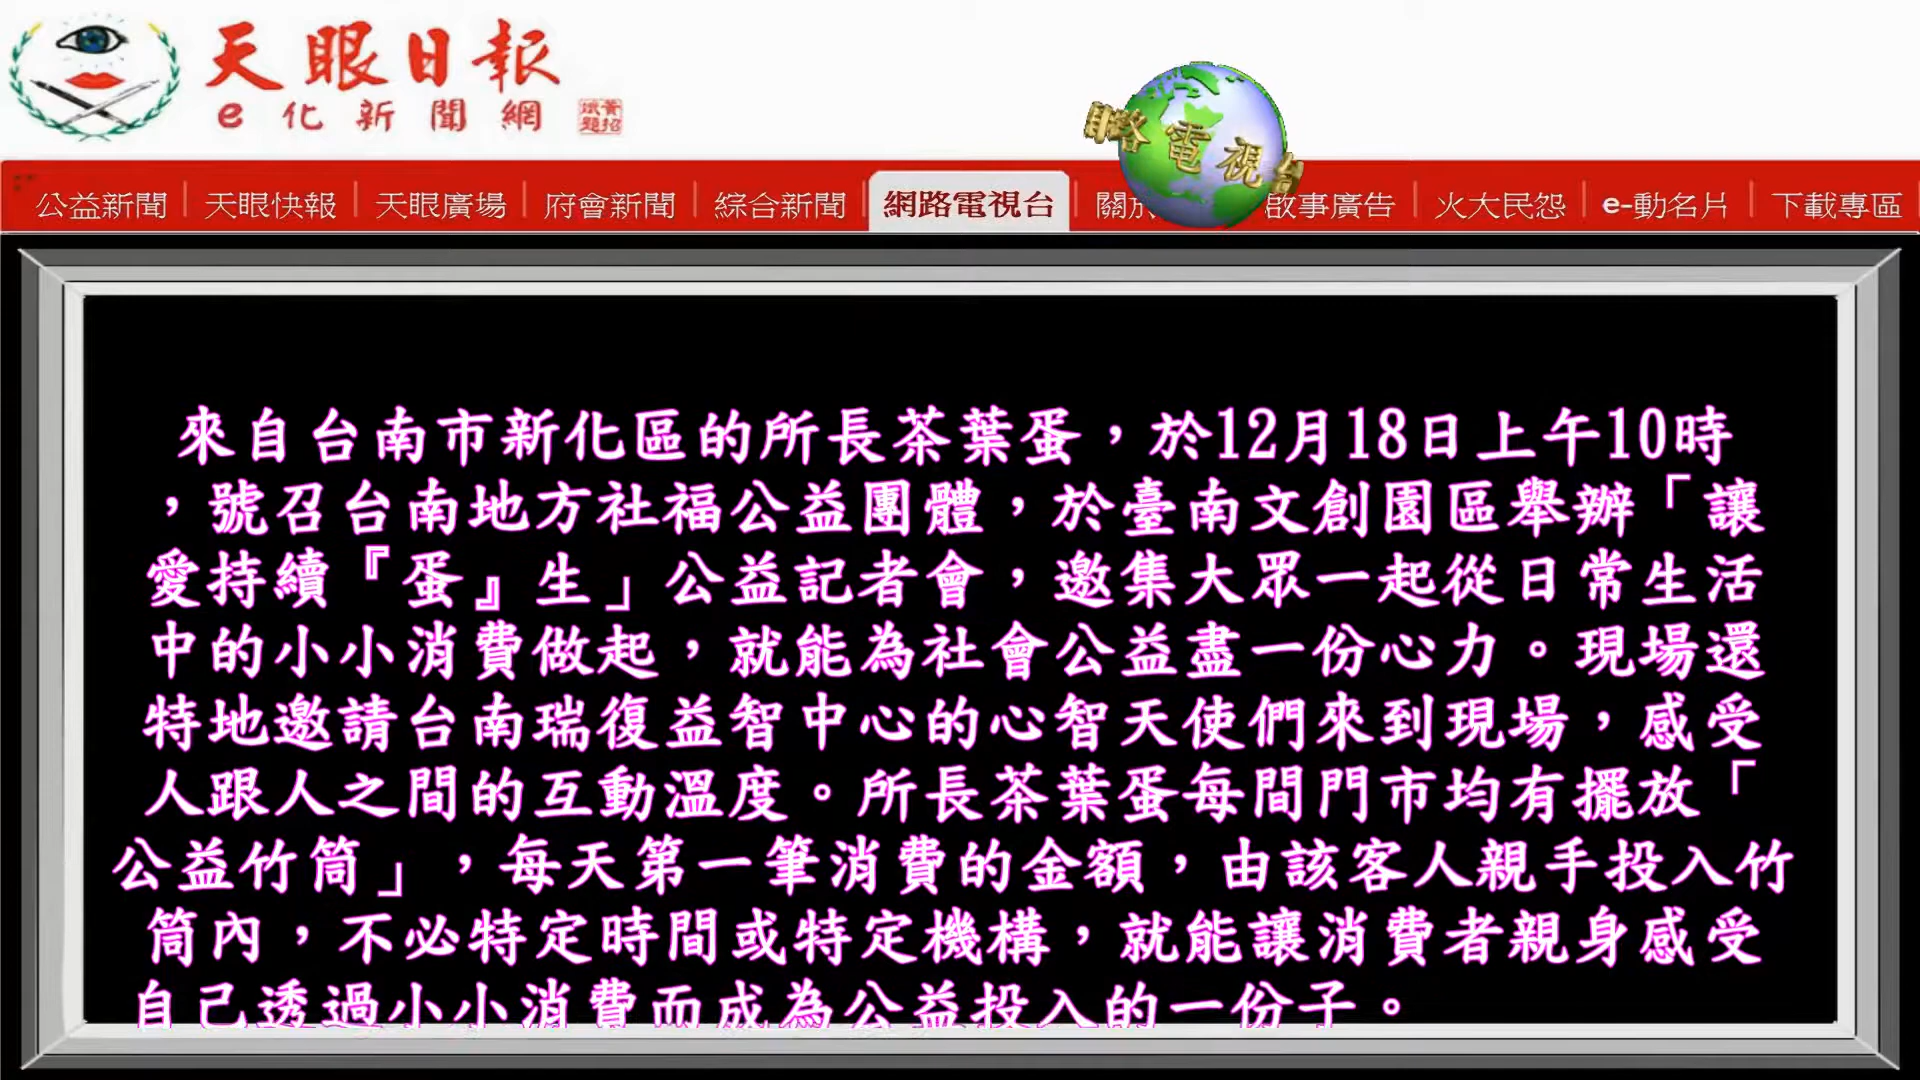 天眼日報
e化新聞網
公益新聞 天眼快報 天眼廣場 府會新聞 綜合新聞 網路電視台 關於 啟事廣告 火大民怨 e-動名片 下載專區
網路電視台
來自台南市新化區的所長茶葉蛋，於12月18日上午10時
，號召台南地方社福公益團體，於臺南文創園區舉辦「讓
愛持續『蛋』生」公益記者會，邀集大眾一起從日常生活
中的小小消費做起，就能為社會公益盡一份心力。現場還
特地邀請台南瑞復益智中心的心智天使們來到現場，感受
人跟人之間的互動溫度。所長茶葉蛋每間門市均有擺放「
公益竹筒」，每天第一筆消費的金額，由該客人親手投入竹
筒內，不必特定時間或特定機構，就能讓消費者親身感受
自己透過小小消費而成為公益投入的一份子。